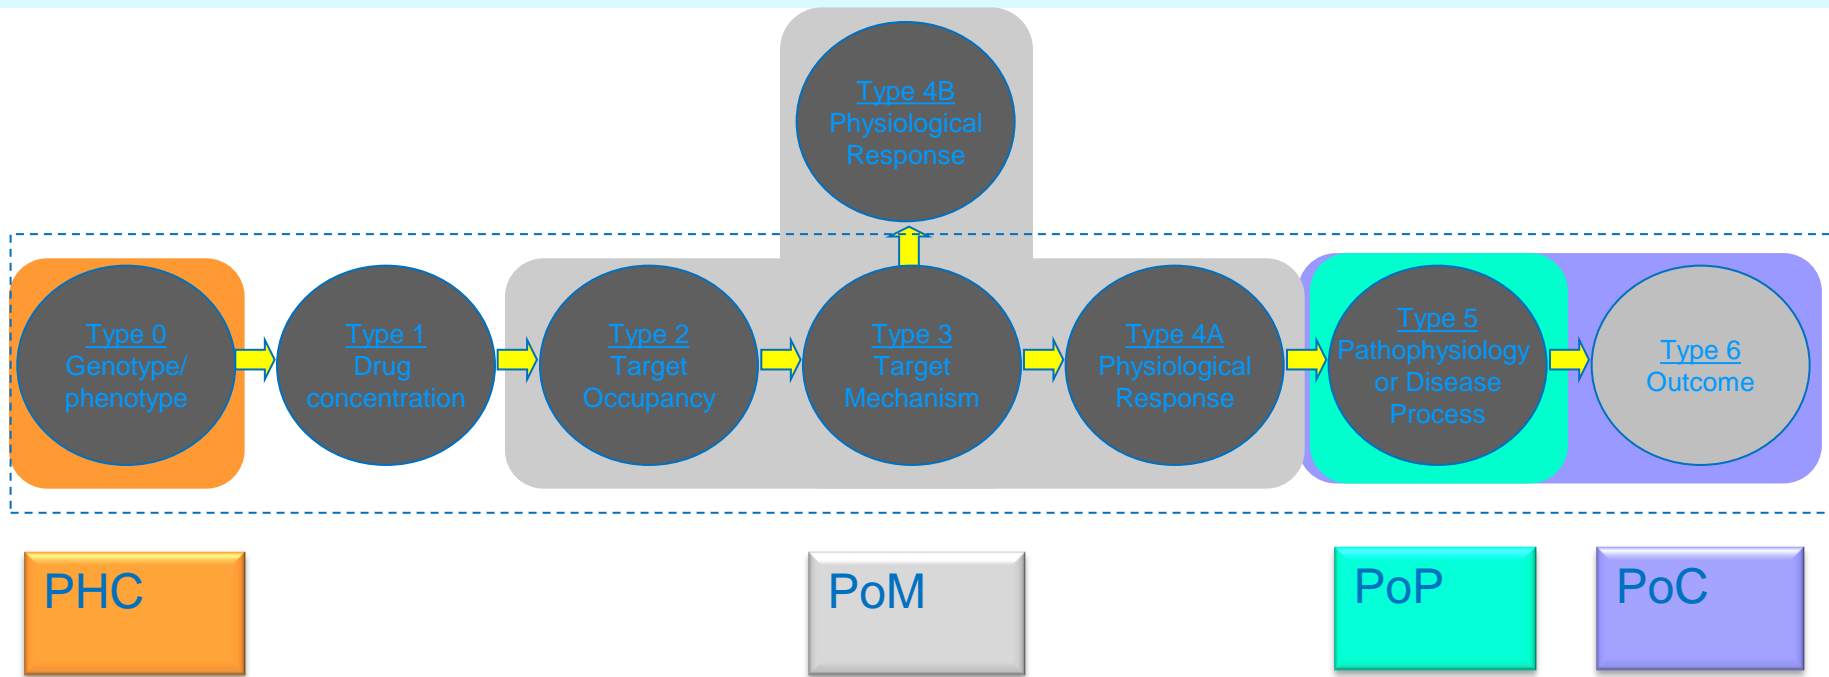 Type 4B
Physiological
Response
Type 0
Genotype/
phenotype
Type 1
Drug
concentration
Type 2
Target
Occupancy
Type 3
Target
Mechanism
Type 4A
Physiological
Response
Type 5
Pathophysiology
or Disease
Process
Type 6
Outcome
PHC
PoM
PoP
PoC